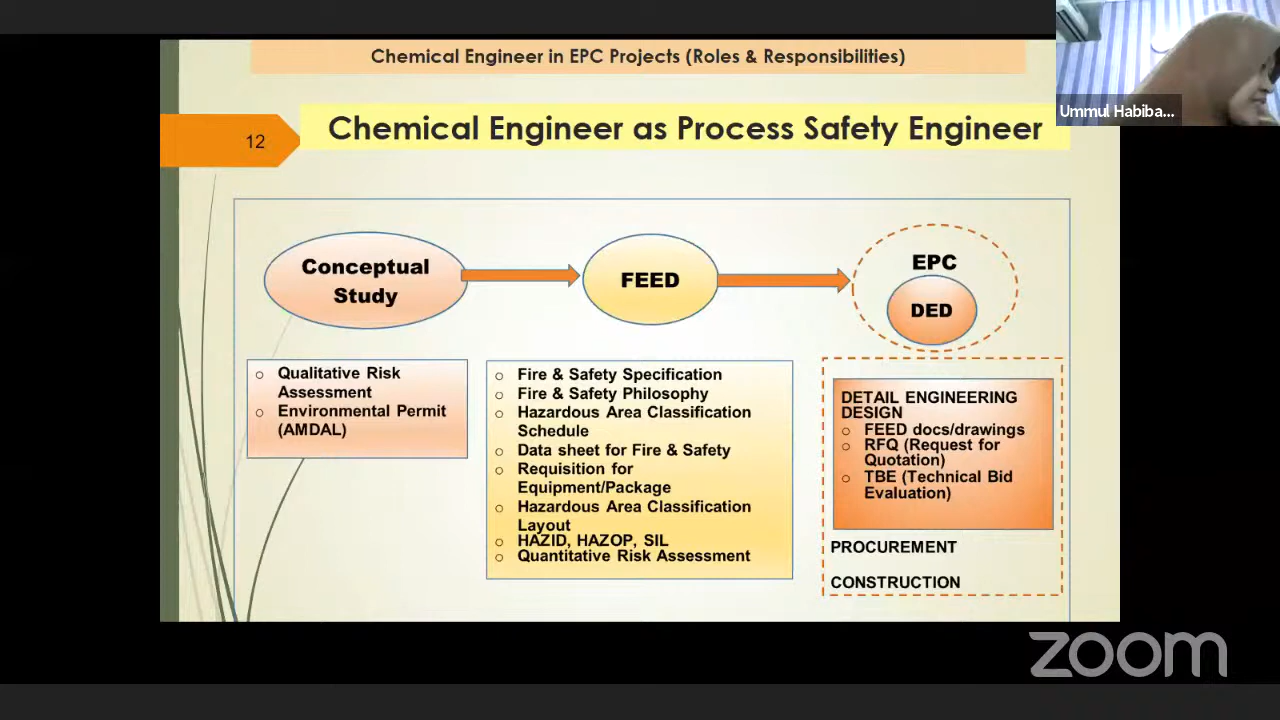 Chemical Engineer in EPC Projects (Roles & Responsibilities)
Ummul Habiba...
12
Chemical Engineer as Process Safety Engineer
Conceptual
Study
FEED
EPC
DED
o Qualitative Risk
Assessment
o Environmental Permit
(AMDAL)
o Fire & Safety Specification
o Fire & Safety Philosophy
o Hazardous Area Classification
Schedule
o Data sheet for Fire & Safety
o Requisition for
Equipment/Package
o Hazardous Area Classification
Layout
o HAZID, HAZOP, SIL
o Quantitative Risk Assessment
DETAIL ENGINEERING
DESIGN
o FEED docs/drawings
o RFQ (Request for
Quotation)
o TBE (Technical Bid
Evaluation)
PROCUREMENT
CONSTRUCTION
zoom